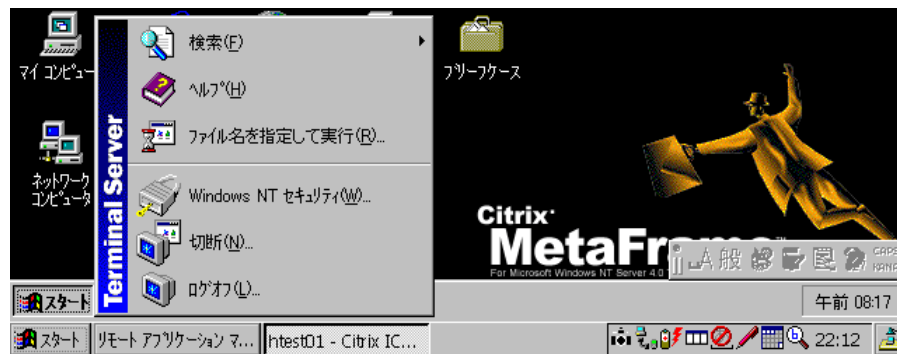 マイ コンピュー
検索(F)
ヘルプ(H)
ファイル名を指定して実行(R)...
Windows NT セキュリティ(W)...
切断(N)...
ログオフ(L)...
Terminal Server
ネットワーク
コンピュータ
ブリーフケース
Citrix
MetaFra
For Microsoft Windows NT Server 4.0
A般
CAPS
KANA
スタート
午前 08:17
スタート
リモート アプリケーション マ...
htest01 - Citrix IC...
22:12